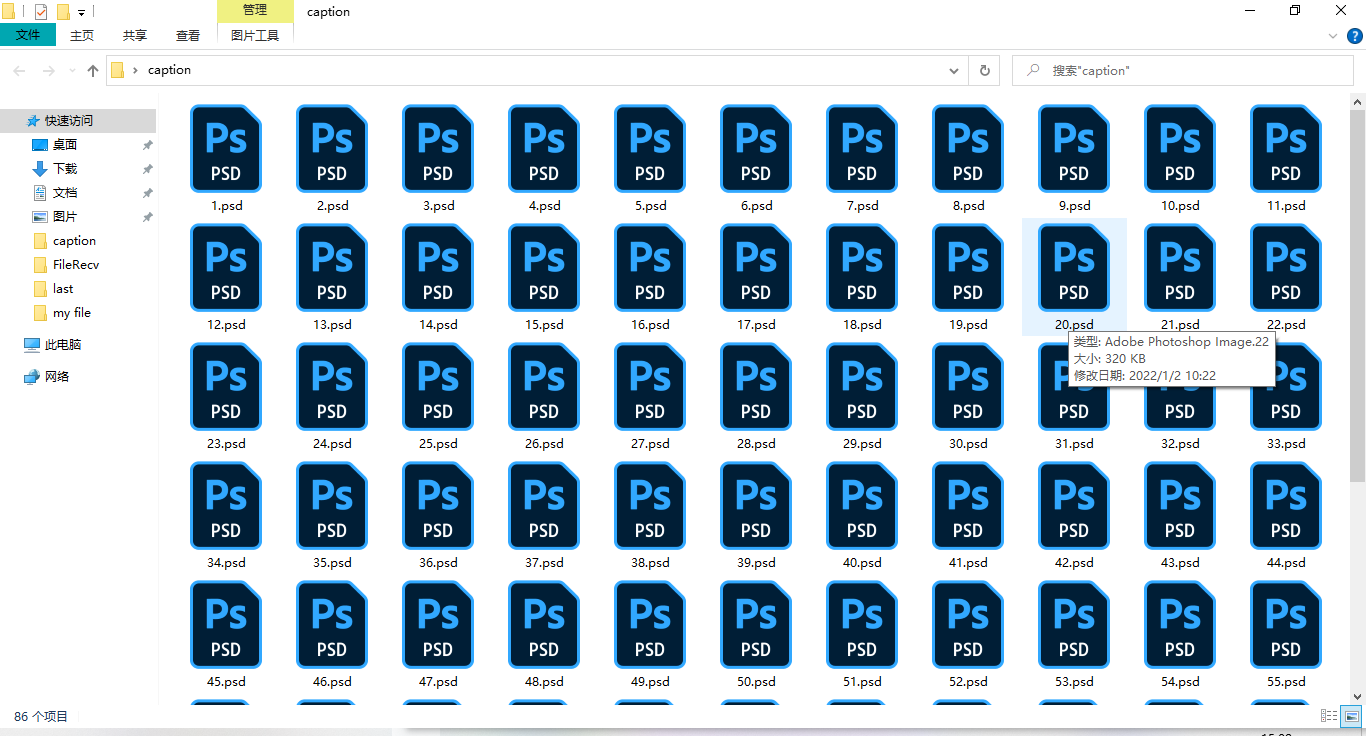 管理
caption
文件
主页
共享
查看
图片工具
caption
搜索"caption"
快速访问
桌面
下载
文档
图片
caption
FileRecv
last
my file
此电脑
网络
Ps Ps Ps Ps Ps Ps Ps Ps Ps Ps Ps
PSD PSD PSD PSD PSD PSD PSD PSD PSD PSD PSD
1.psd 2.psd 3.psd 4.psd 5.psd 6.psd 7.psd 8.psd 9.psd 10.psd 11.psd
Ps Ps Ps Ps Ps Ps Ps Ps Ps Ps Ps
PSD PSD PSD PSD PSD PSD PSD PSD PSD PSD PSD
12.psd 13.psd 14.psd 15.psd 16.psd 17.psd 18.psd 19.psd 20.psd 21.psd 22.psd
类型: Adobe Photoshop Image.22
大小: 320 KB
修改日期: 2022/1/2 10:22
Ps Ps Ps Ps Ps Ps Ps Ps Ps Ps Ps
PSD PSD PSD PSD PSD PSD PSD PSD PSD PSD PSD
23.psd 24.psd 25.psd 26.psd 27.psd 28.psd 29.psd 30.psd 31.psd 32.psd 33.psd
Ps Ps Ps Ps Ps Ps Ps Ps Ps Ps Ps
PSD PSD PSD PSD PSD PSD PSD PSD PSD PSD PSD
34.psd 35.psd 36.psd 37.psd 38.psd 39.psd 40.psd 41.psd 42.psd 43.psd 44.psd
Ps Ps Ps Ps Ps Ps Ps Ps Ps Ps Ps
PSD PSD PSD PSD PSD PSD PSD PSD PSD PSD PSD
45.psd 46.psd 47.psd 48.psd 49.psd 50.psd 51.psd 52.psd 53.psd 54.psd 55.psd
86 个项目